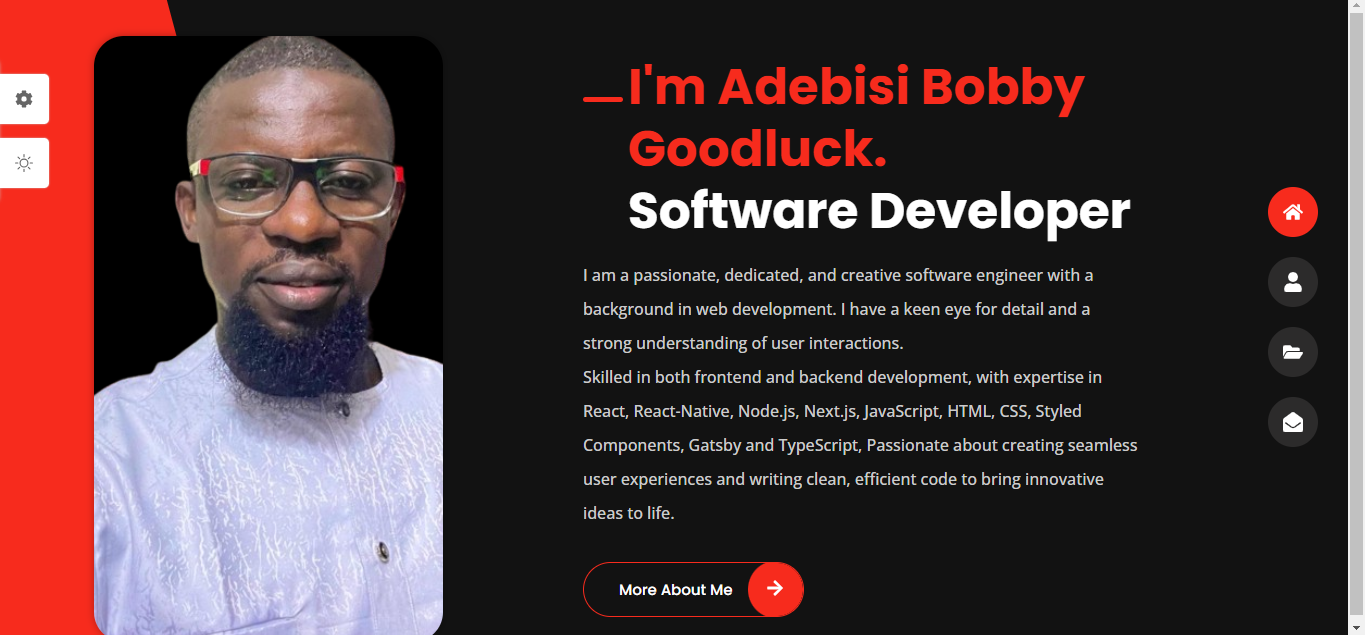 I'm Adebisi Bobby
Goodluck.
Software Developer
I am a passionate, dedicated, and creative software engineer with a
background in web development. I have a keen eye for detail and a
strong understanding of user interactions.
Skilled in both frontend and backend development, with expertise in
React, React-Native, Node.js, Next.js, JavaScript, HTML, CSS, Styled
Components, Gatsby and TypeScript, Passionate about creating seamless
user experiences and writing clean, efficient code to bring innovative
ideas to life.
More About Me